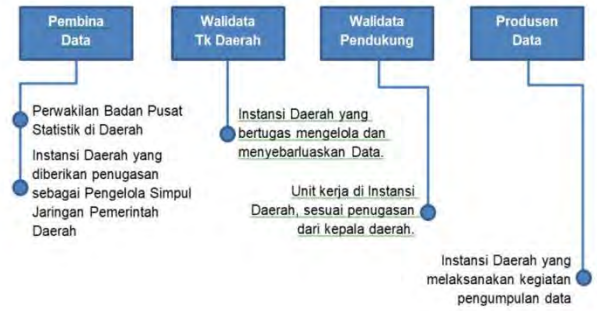 Pembina
Data
Walidata
Tk Daerah
Walidata
Pendukung
Produsen
Data
Perwakilan Badan Pusat
Statistik di Daerah
Instansi Daerah yang
diberikan penugasan
sebagai Pengelola Simpul
Jaringan Pemerintah
Daerah
Instansi Daerah yang
bertugas mengelola dan
menyebarluaskan Data.
Unit kerja di Instansi
Daerah, sesuai penugasan
dari kepala daerah.
Instansi Daerah yang
melaksanakan kegiatan
pengumpulan data